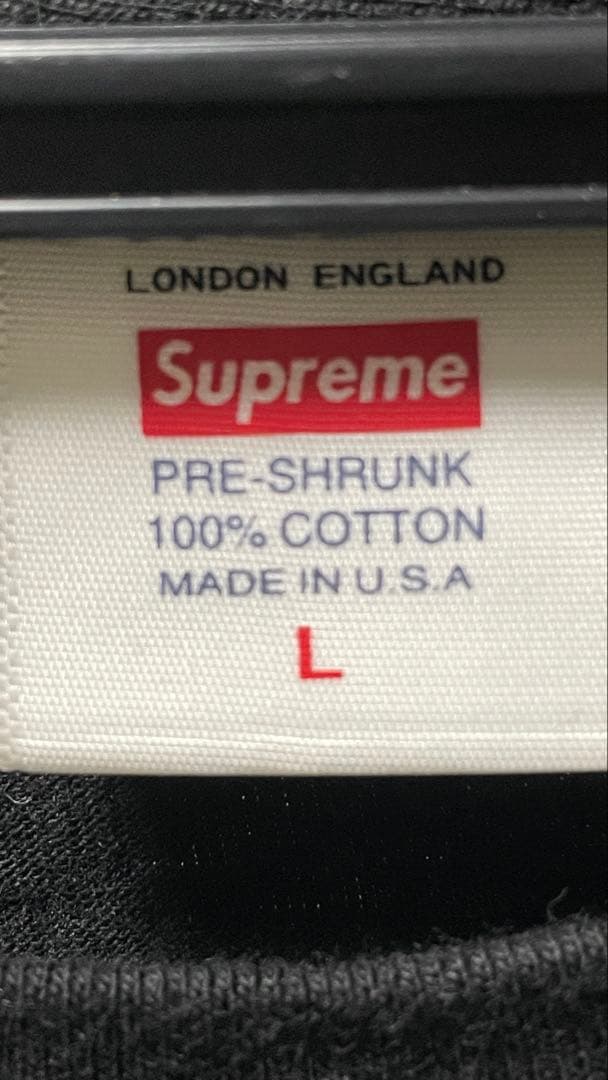 LONDON ENGLAND
Supreme
PRE-SHRUNK
100% COTTON
MADE IN U.S.A
L